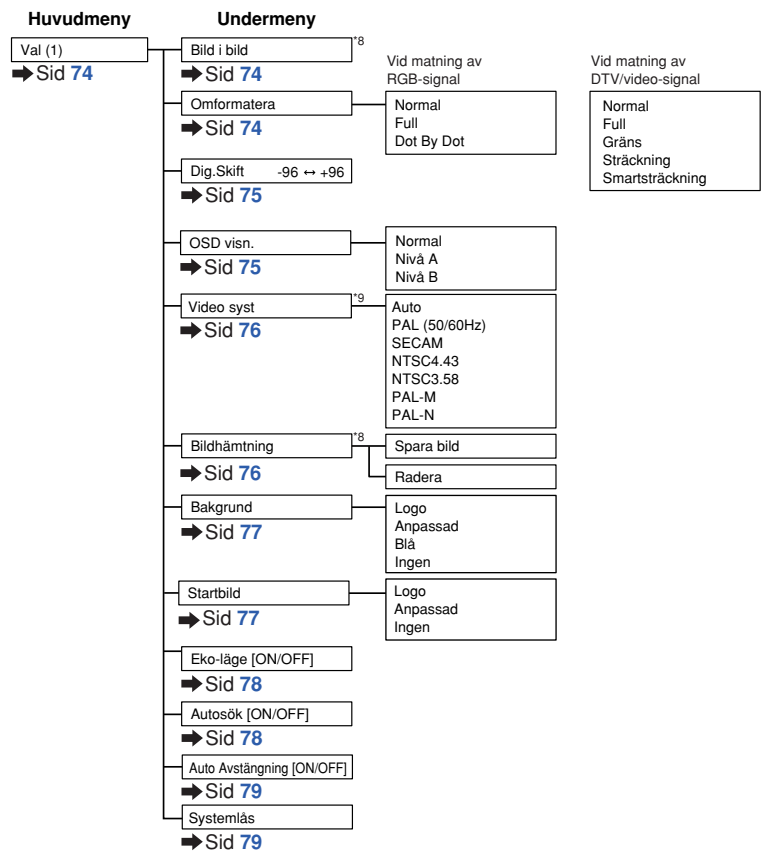 Huvudmeny
Undermeny
Val (1)
Sid 74
Bild i bild *8
Sid 74
Omformatera
Sid 74
Vid matning av
RGB-signal
Normal
Full
Dot By Dot
Vid matning av
DTV/video-signal
Normal
Full
Gräns
Sträckning
Smartsträckning
Dig.Skift -96 ↔ +96
Sid 75
OSD visn.
Sid 75
Normal
Nivå A
Nivå B
Video syst *9
Sid 76
Auto
PAL (50/60Hz)
SECAM
NTSC4.43
NTSC3.58
PAL-M
PAL-N
Bildhämtning *8
Sid 76
Spara bild
Radera
Bakgrund
Sid 77
Logo
Anpassad
Blå
Ingen
Startbild
Sid 77
Logo
Anpassad
Ingen
Eko-läge [ON/OFF]
Sid 78
Autosök [ON/OFF]
Sid 78
Auto Avstängning [ON/OFF]
Sid 79
Systemlås
Sid 79